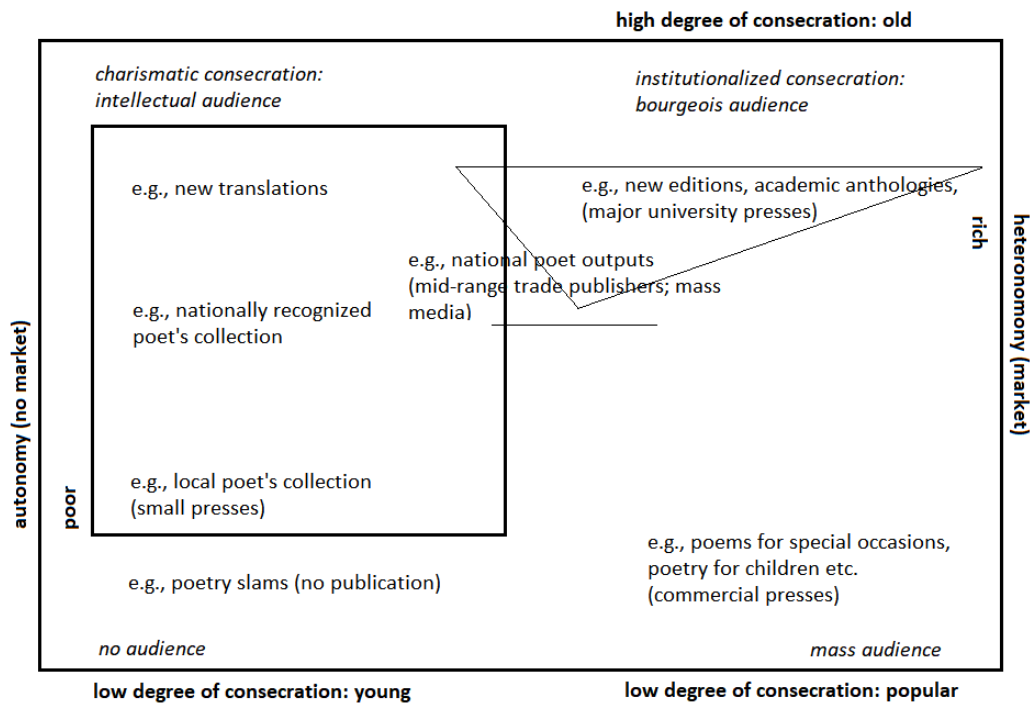 high degree of consecration: old
charismatic consecration:
intellectual audience
institutionalized consecration:
bourgeois audience
e.g., new translations
e.g., new editions, academic anthologies,
(major university presses)
rich
e.g., national poet outputs
(mid-range trade publishers; mass
media)
e.g., nationally recognized
poet's collection
autonomy (no market)
heteronomony (market)
poor
e.g., local poet's collection
(small presses)
e.g., poems for special occasions,
poetry for children etc.
(commercial presses)
e.g., poetry slams (no publication)
no audience
mass audience
low degree of consecration: young
low degree of consecration: popular